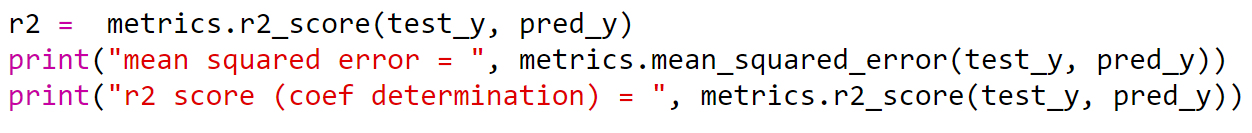 r2 =  metrics.r2_score(test_y, pred_y)
print("mean squared error = ", metrics.mean_squared_error(test_y, pred_y))
print("r2 score (coef determination) = ", metrics.r2_score(test_y, pred_y))